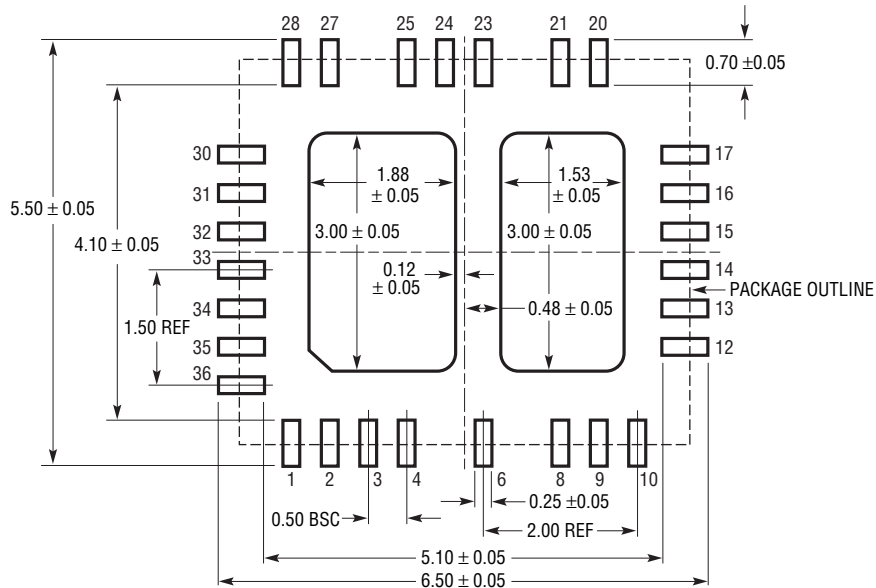 28 27 25 24 23 21 20
0.70 ±0.05
30
31
32
33
34
35
36
17
16
15
14
13
12
1.88
± 0.05
1.53
± 0.05
5.50 ± 0.05
4.10 ± 0.05
3.00 ± 0.05
3.00 ± 0.05
0.12
± 0.05
0.48 ± 0.05
PACKAGE OUTLINE
1.50 REF
1 2 3 4 6 8 9 10
0.25 ±0.05
0.50 BSC
2.00 REF
5.10 ± 0.05
6.50 ± 0.05